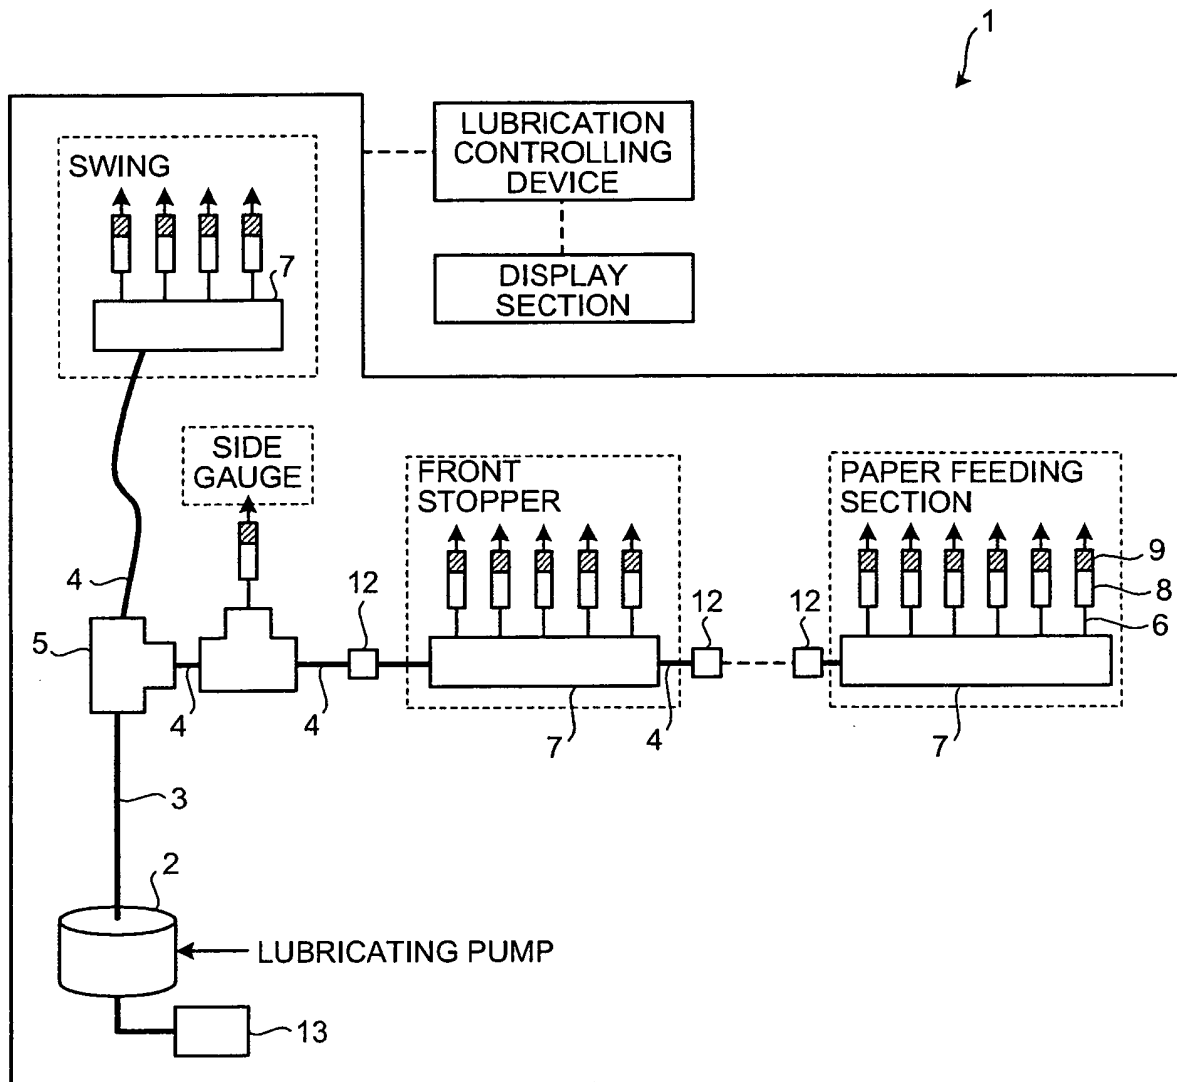 1
LUBRICATION
CONTROLLING
DEVICE
SWING
7
DISPLAY
SECTION
SIDE
GAUGE
FRONT
STOPPER
PAPER FEEDING
SECTION
9
4
12
8
12
12
6
5
4
4
7
4
7
3
2
LUBRICATING PUMP
13